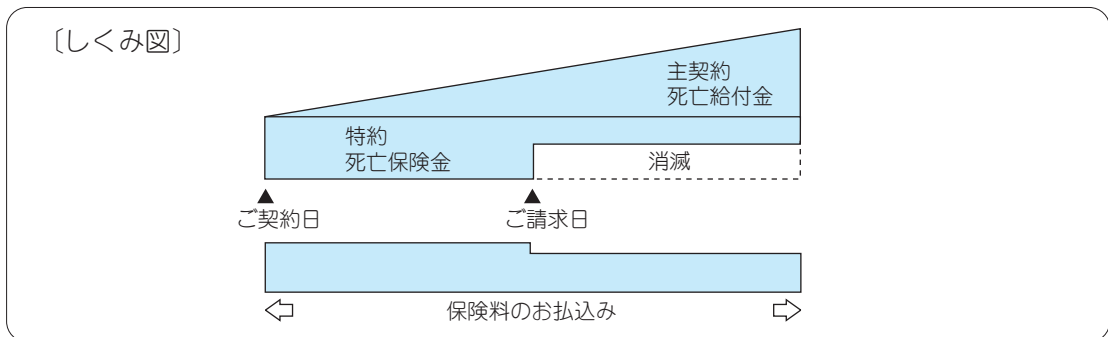 〔しくみ図〕
主契約
死亡給付金
特約
死亡保険金
消滅
ご契約日
ご請求日
保険料のお払込み